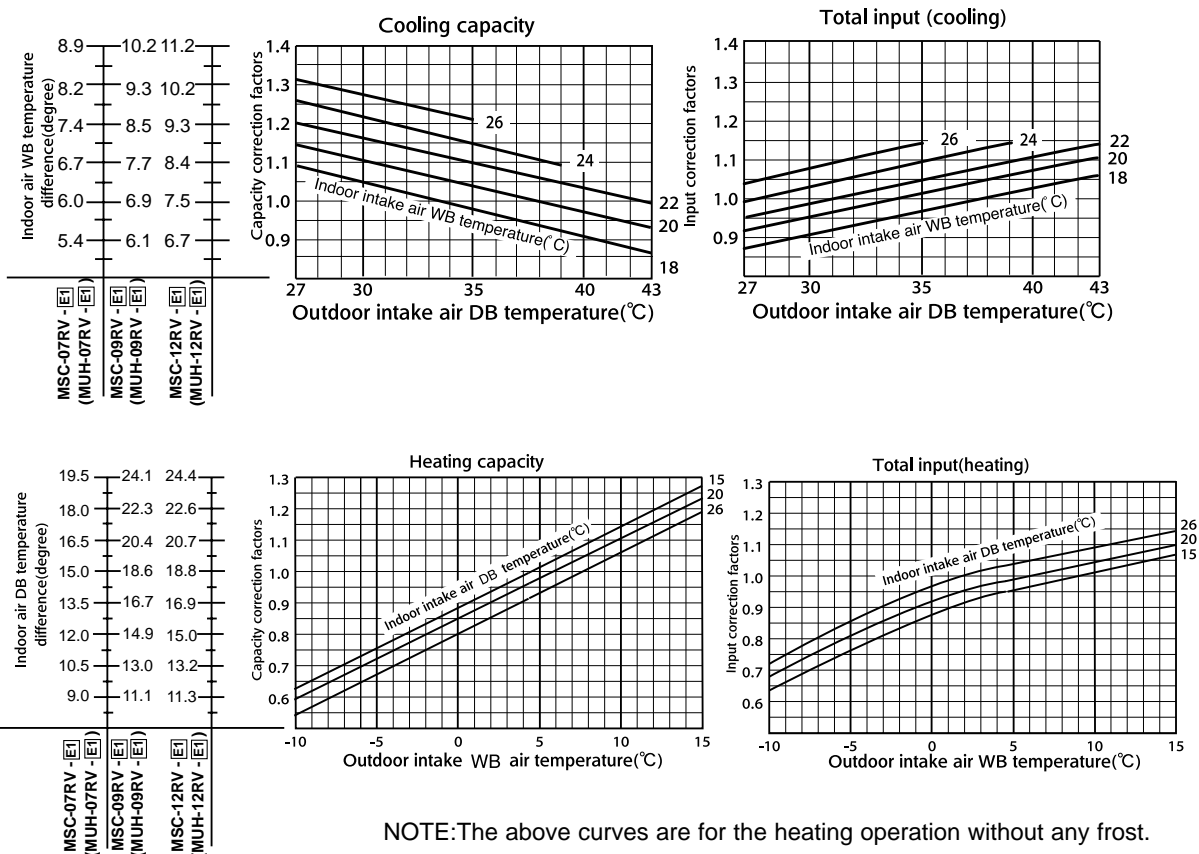 Cooling capacity
Indoor air WB temperature
difference(degree)
8.9 10.2 11.2
8.2 9.3 10.2
7.4 8.5 9.3
6.7 7.7 8.4
6.0 6.9 7.5
5.4 6.1 6.7
MSC-07RV -E1
(MUH-07RV -E1)
MSC-09RV -E1
(MUH-09RV -E1)
MSC-12RV -E1
(MUH-12RV -E1)
Capacity correction factors
1.4
1.3
1.2
1.1
1.0
0.9
26
24
22
20
18
Indoor intake air WB temperature(°C)
27 30 35 40 43
Outdoor intake air DB temperature(°C)
Total input (cooling)
Input correction factors
1.4
1.3
1.2
1.1
1.0
0.9
26 24 22
20
18
Indoor intake air WB temperature(°C)
27 30 35 40 43
Outdoor intake air DB temperature(°C)
Heating capacity
Indoor air DB temperature
difference(degree)
19.5 24.1 24.4
18.0 22.3 22.6
16.5 20.4 20.7
15.0 18.6 18.8
13.5 16.7 16.9
12.0 14.9 15.0
10.5 13.0 13.2
9.0 11.1 11.3
MSC-07RV -E1
(MUH-07RV -E1)
MSC-09RV -E1
(MUH-09RV -E1)
MSC-12RV -E1
(MUH-12RV -E1)
Capacity correction factors
1.3
1.2
1.1
1.0
0.9
0.8
0.7
0.6
15
20
26
Indoor intake air DB temperature(°C)
-10 -5 0 5 10 15
Outdoor intake WB air temperature(°C)
Total input(heating)
Input correction factors
1.3
1.2
1.1
1.0
0.9
0.8
0.7
0.6
26
20
15
Indoor intake air DB temperature(°C)
-10 -5 0 5 10 15
Outdoor intake air WB temperature(°C)
NOTE:The above curves are for the heating operation without any frost.